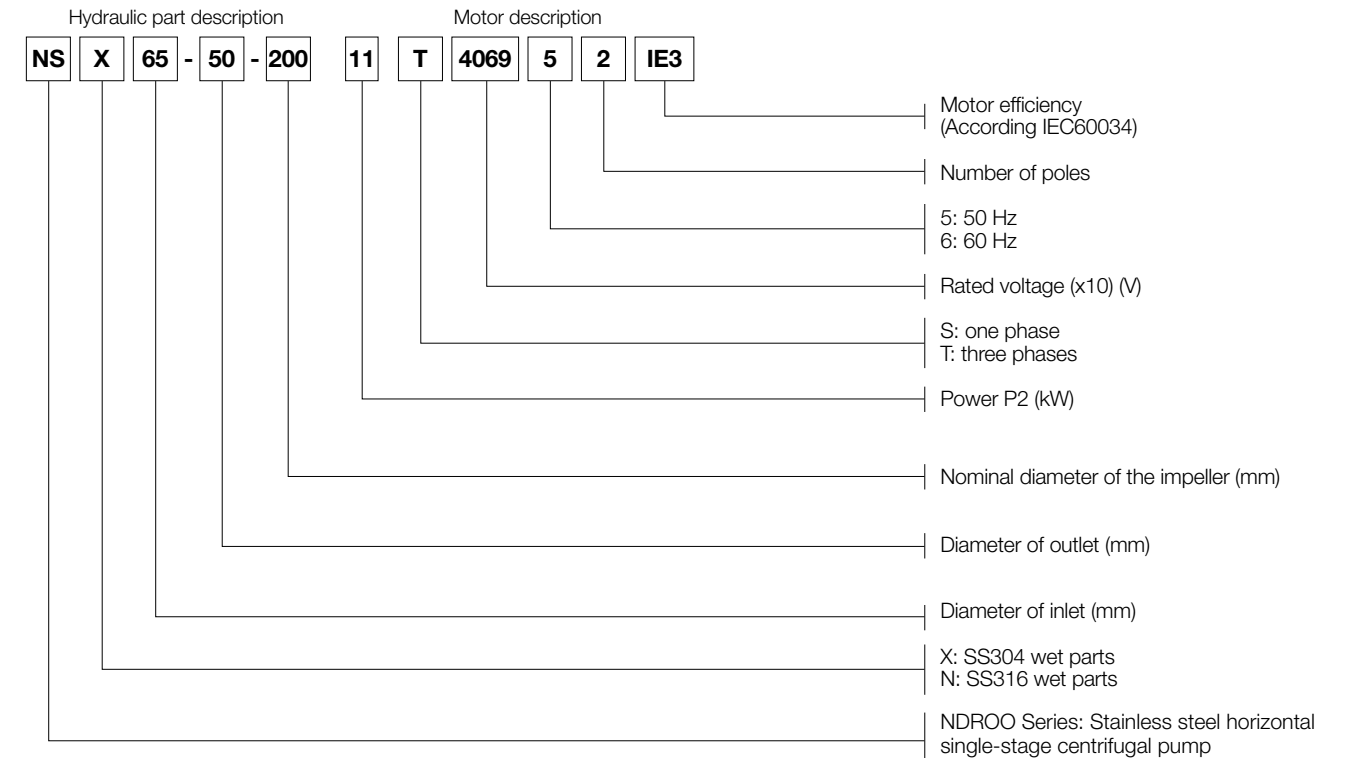 Hydraulic part description Motor description
NS X 65 - 50 - 200 11 T 4069 5 2 IE3
Motor efficiency
(According IEC60034)
Number of poles
5: 50 Hz
6: 60 Hz
Rated voltage (x10) (V)
S: one phase
T: three phases
Power P2 (kW)
Nominal diameter of the impeller (mm)
Diameter of outlet (mm)
Diameter of inlet (mm)
X: SS304 wet parts
N: SS316 wet parts
NDROO Series: Stainless steel horizontal
single-stage centrifugal pump